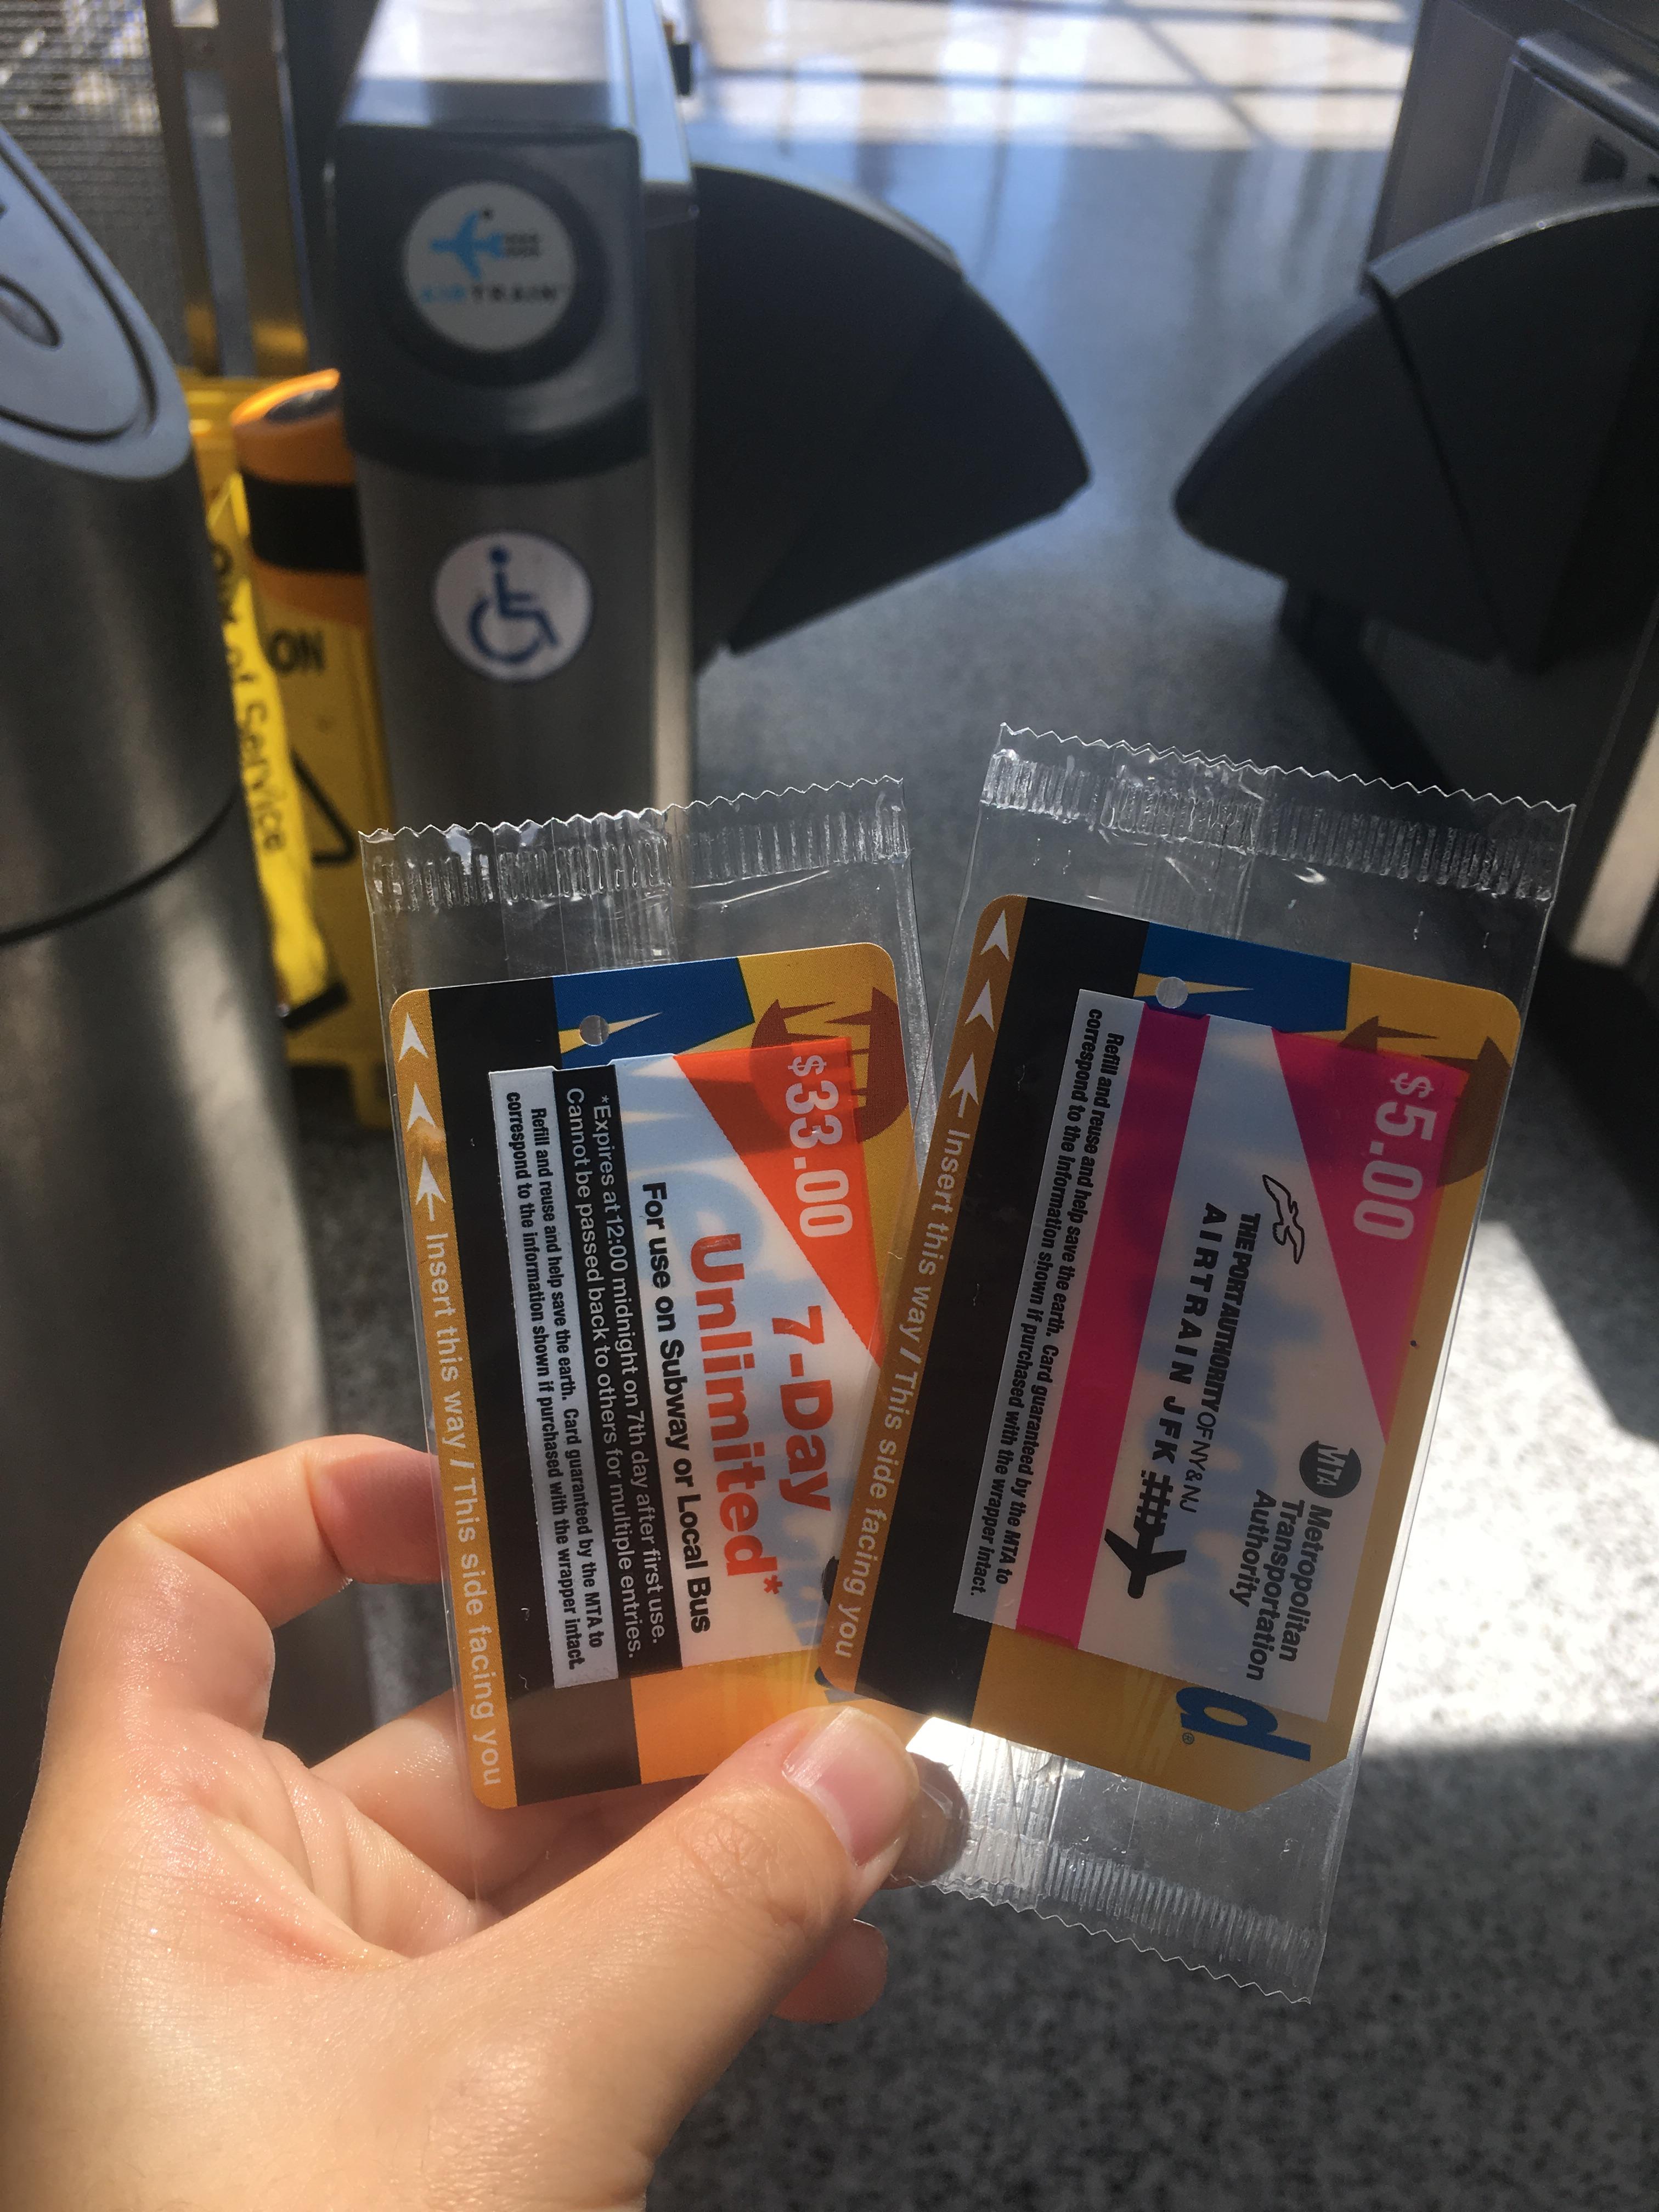 AIRTRAIN
Out of Service
ON
$33.00
7-Day
Unlimited*
For use on Subway or Local Bus
*Expires at 12:00 midnight on 7th day after first use.
Cannot be passed back to others for multiple entries.
Refill and reuse and help save the earth. Card guaranteed by the MTA to
correspond to the information shown if purchased with the wrapper intact.
Insert this way / This side facing you
$5.00
MTA Metropolitan
Transportation
Authority
THE PORT AUTHORITY OF NY & NJ
AIRTRAIN JFK
d®
Refill and reuse and help save the earth. Card guaranteed by the MTA to
correspond to the information shown if purchased with the wrapper intact.
Insert this way / This side facing you